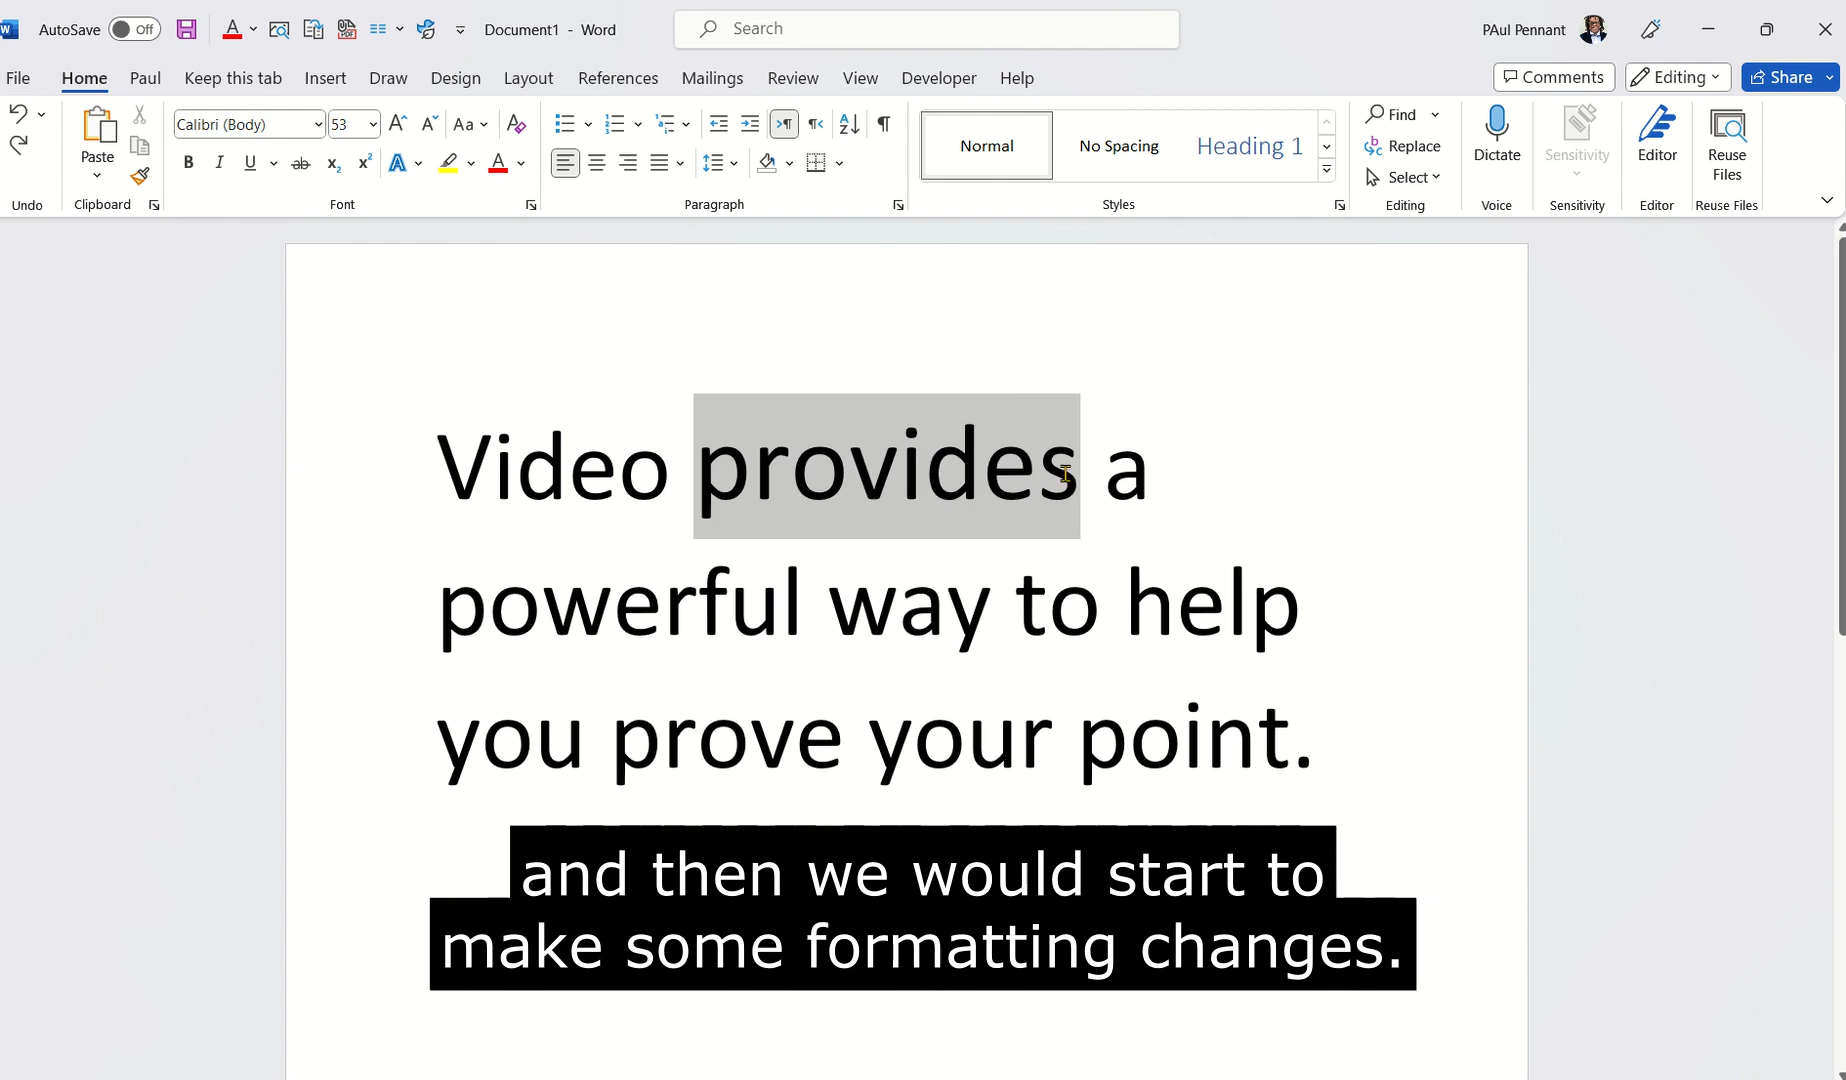 AutoSave Off Document1 - Word Search PAul Pennant
File Home Paul Keep this tab Insert Draw Design Layout References Mailings Review View Developer Help Comments Editing Share
Calibri (Body) 53 Aa Normal No Spacing Heading 1 Find
Replace
Paste Dictate Sensitivity Editor Reuse
Files
B I U ab Select
Undo Clipboard Font Paragraph Styles Editing Voice Sensitivity Editor Reuse Files
Video provides a
powerful way to help
you prove your point.
and then we would start to
make some formatting changes.